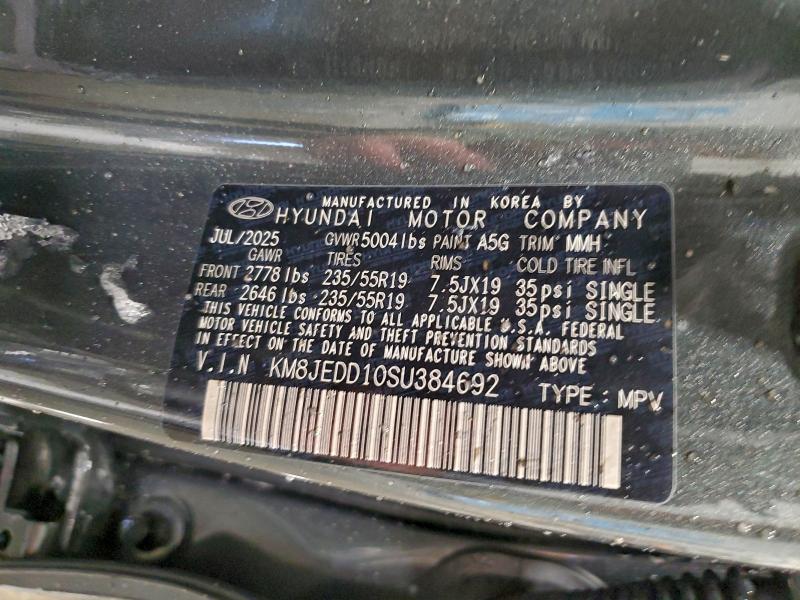 MANUFACTURED IN KOREA BY
HYUNDAI MOTOR COMPANY
JUL/2025 GVWR 5004 lbs PAINT A5G TRIM MMH
GAWR TIRES RIMS COLD TIRE INFL
FRONT 2778 lbs 235/55R19 7.5JX19 35psi SINGLE
REAR 2646 lbs 235/55R19 7.5JX19 35psi SINGLE
THIS VEHICLE CONFORMS TO ALL APPLICABLE U.S.A. FEDERAL
MOTOR VEHICLE SAFETY AND THEFT PREVENTION STANDARDS
IN EFFECT ON THE DATE OF MANUFACTURE SHOWN ABOVE
V.I.N KM8JEDD10SU384692 TYPE : MPV